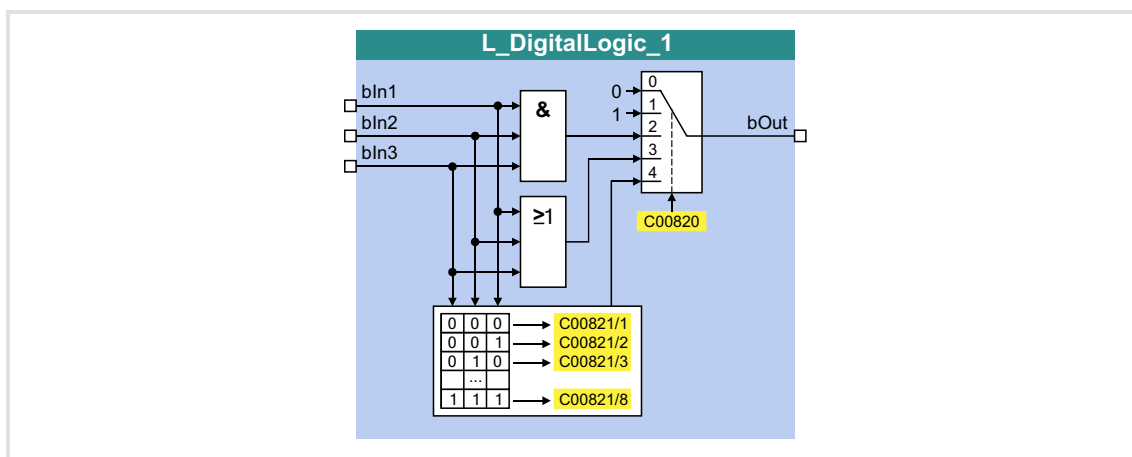 L_DigitalLogic_1
bIn1
bIn2
bIn3
&
≥1
0
0
1
1
2
3
4
bOut
C00820
0 0 0 C00821/1
0 0 1 C00821/2
0 1 0 C00821/3
...
1 1 1 C00821/8